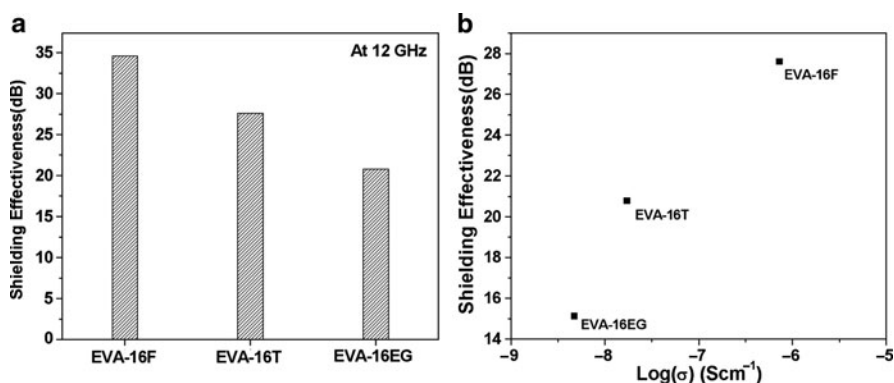 a
At 12 GHz
Shielding Effectiveness(dB)
35
30
25
20
15
10
5
0
EVA-16F
EVA-16T
EVA-16EG
b
Shielding Effectiveness(dB)
28
26
24
22
20
18
16
14
EVA-16F
EVA-16T
EVA-16EG
−9
−8
−7
−6
−5
Log(σ) (Scm⁻¹)